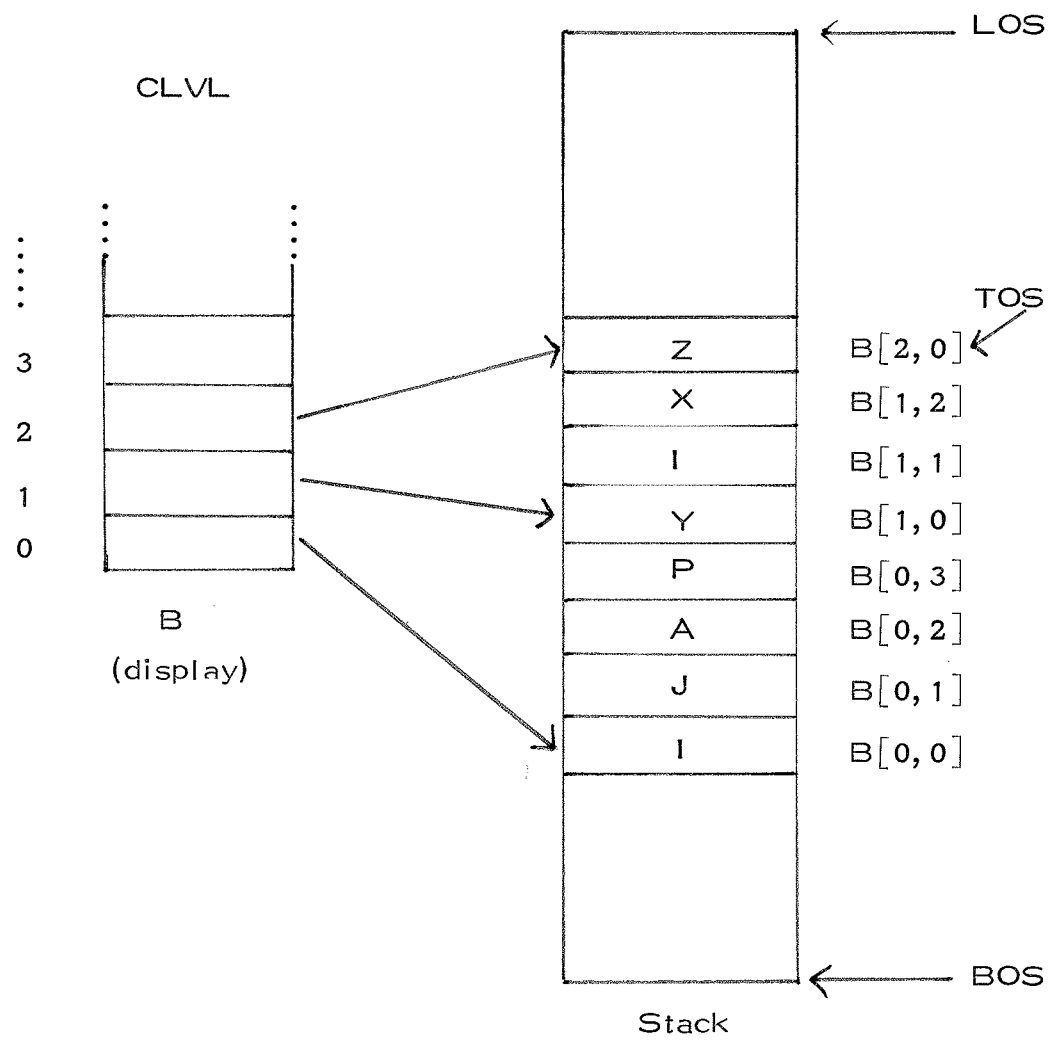 LOS
CLVL
TOS
3
2
1
0
B
(display)
Z B[2,0]
X B[1,2]
I B[1,1]
Y B[1,0]
P B[0,3]
A B[0,2]
J B[0,1]
I B[0,0]
BOS
Stack